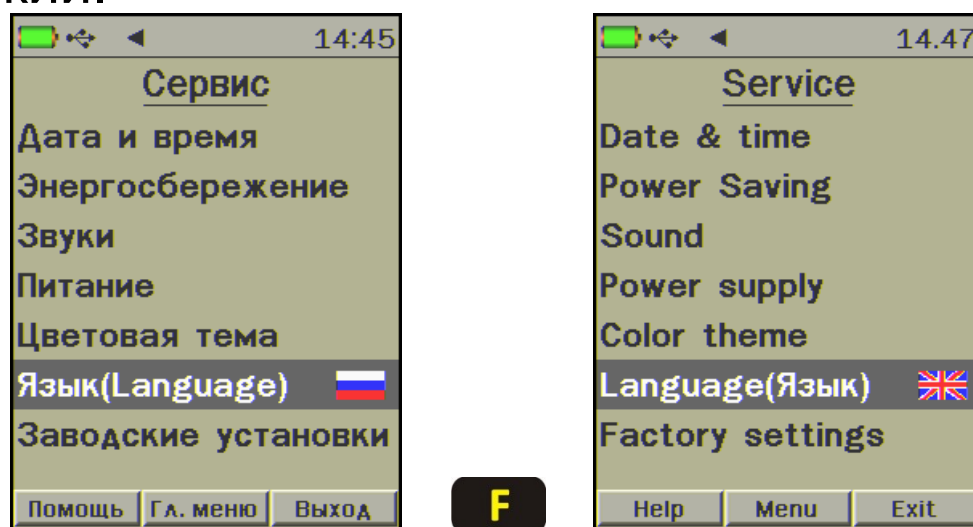 14:45
Сервис
Дата и время
Энергосбережение
Звуки
Питание
Цветовая тема
Язык(Language)
Заводские установки
Помощь Гл. меню Выход
F
14.47
Service
Date & time
Power Saving
Sound
Power supply
Color theme
Language(Язык)
Factory settings
Help Menu Exit